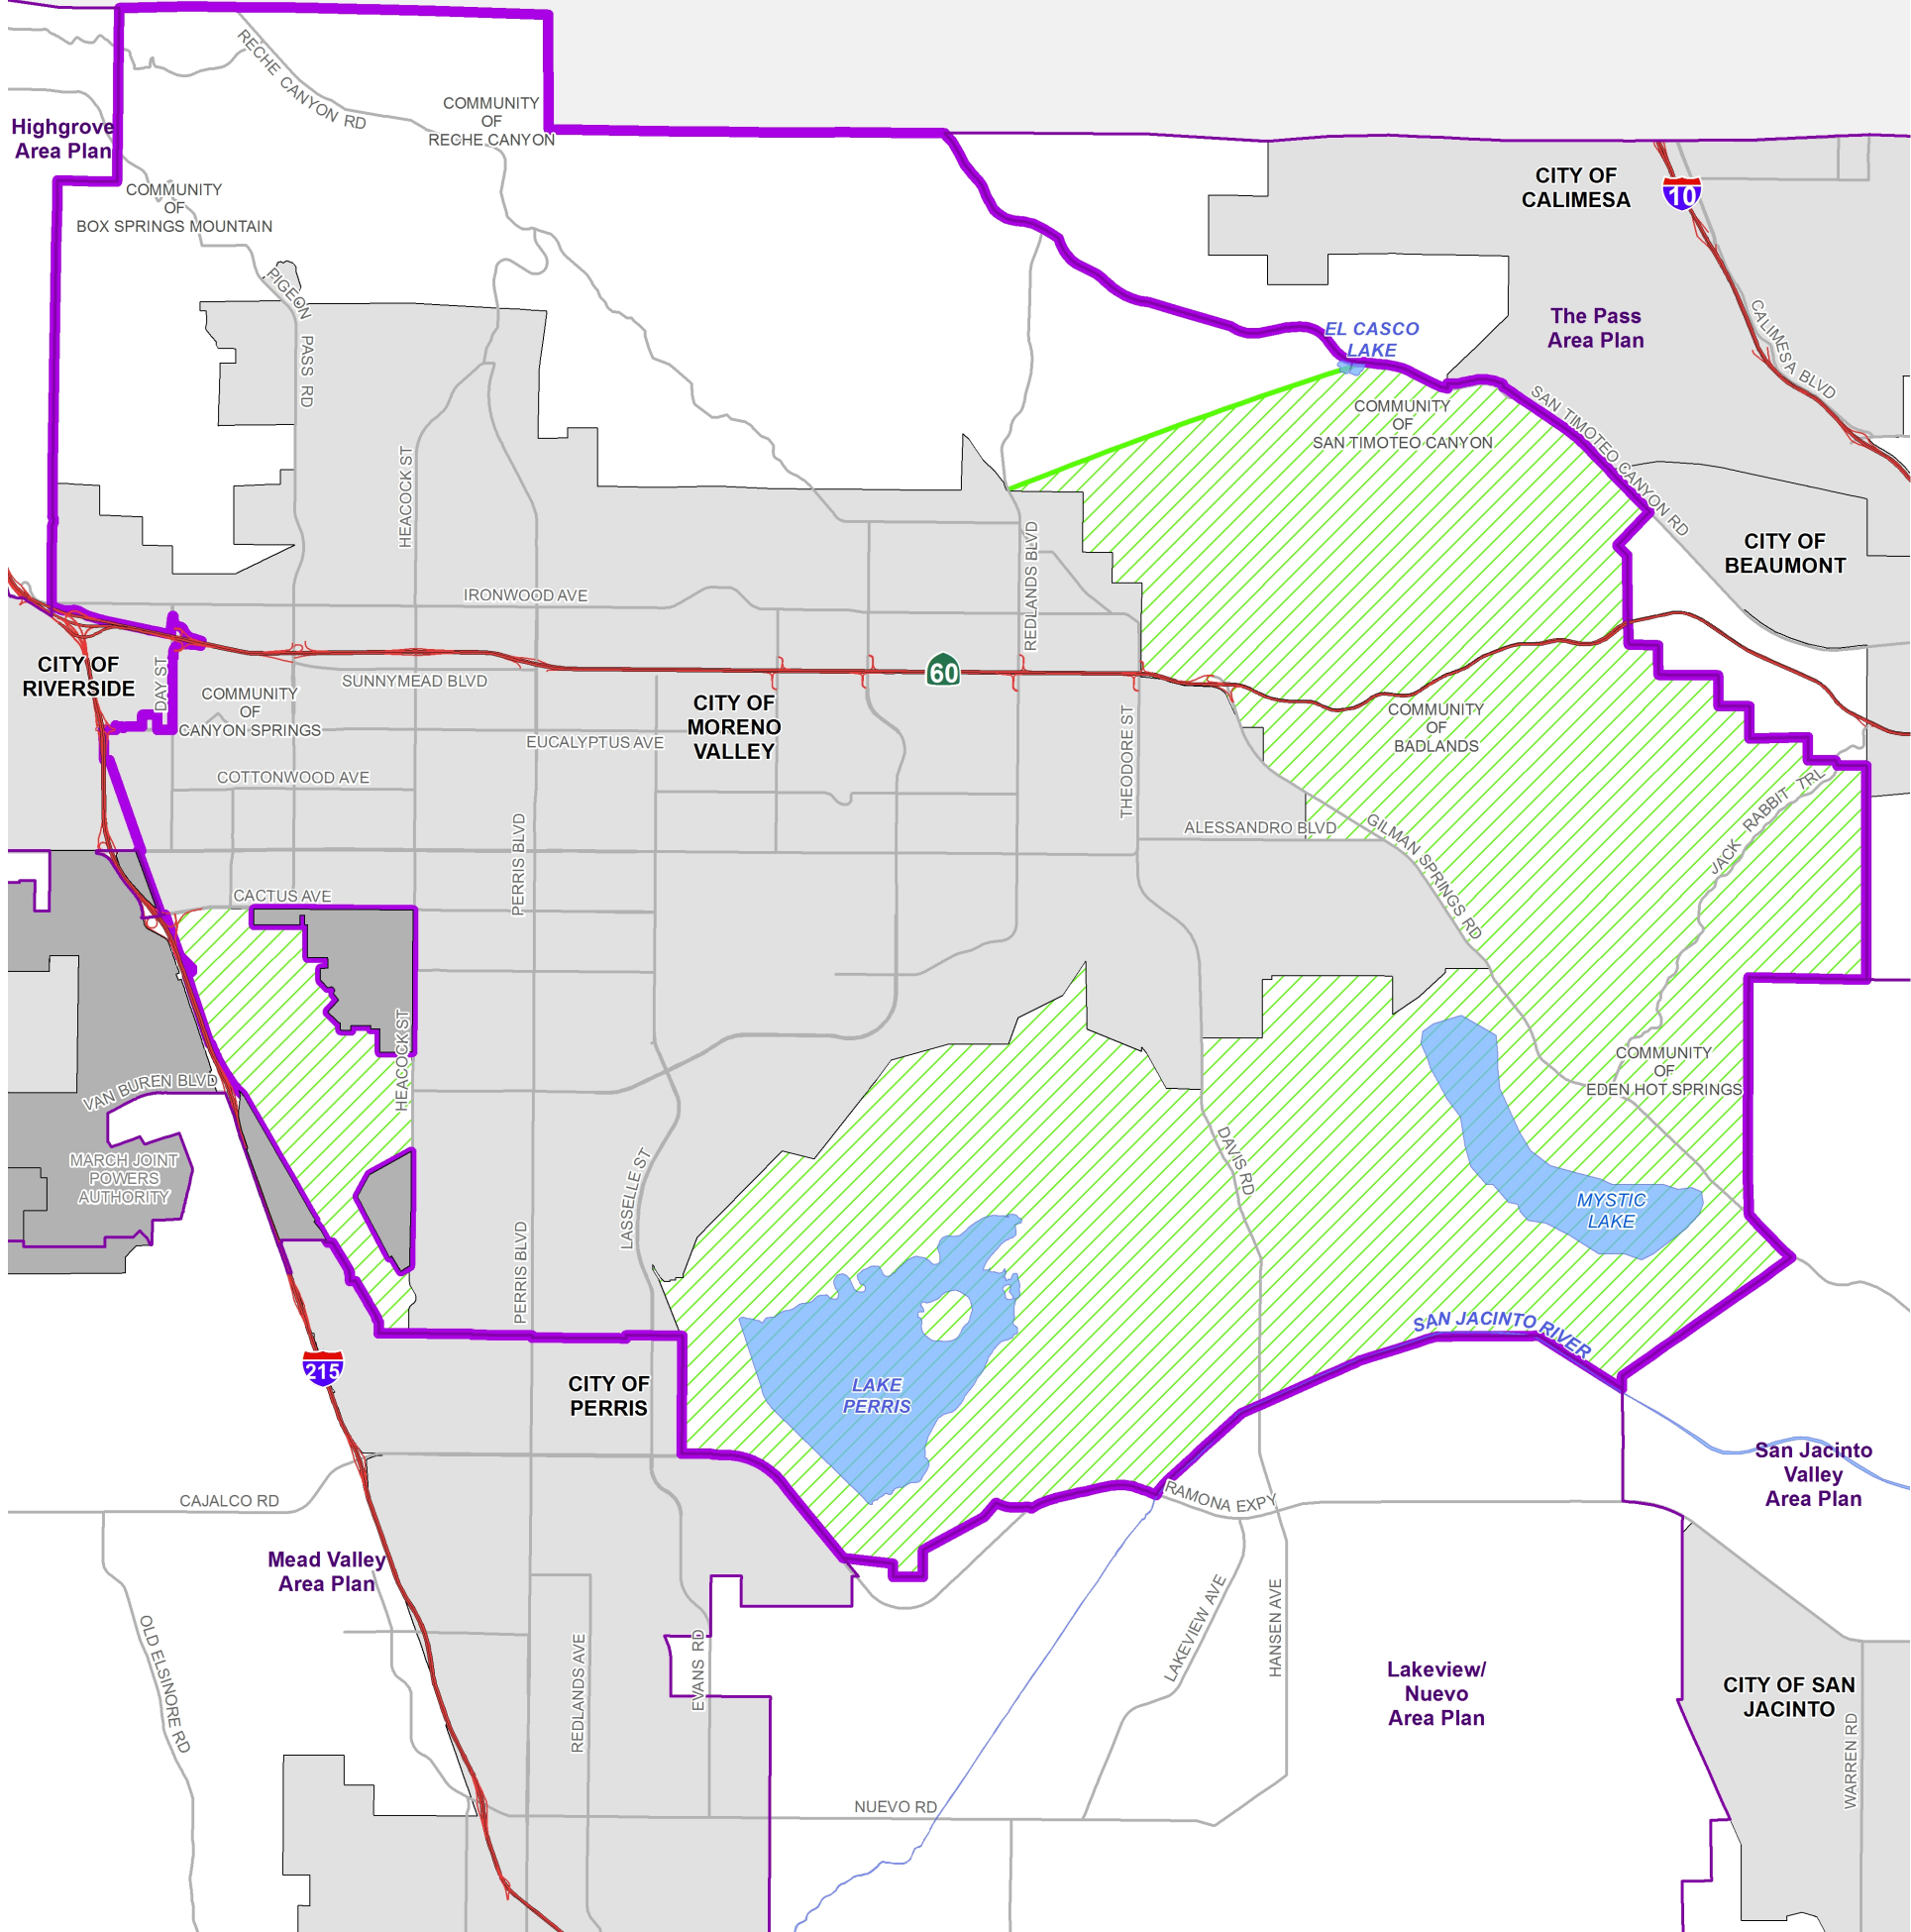 RECHE CANYON RD
COMMUNITY
OF
RECHE CANYON
Highgrove
Area Plan
COMMUNITY
OF
BOX SPRINGS MOUNTAIN
CITY OF
CALIMESA
10
PIGEON PASS RD
The Pass
Area Plan
CALIMESA BLVD
EL CASCO
LAKE
COMMUNITY
OF
SAN TIMOTEO CANYON
SAN TIMOTEO CANYON RD
HEACOCK ST
REDLANDS BLVD
CITY OF
BEAUMONT
IRONWOOD AVE
CITY OF
RIVERSIDE
DAY ST
SUNNYMEAD BLVD
60
COMMUNITY
OF
CANYON SPRINGS
CITY OF
MORENO
VALLEY
EUCALYPTUS AVE
THEODORE ST
COMMUNITY
OF
BADLANDS
COTTONWOOD AVE
JACK RABBIT TRL
ALESSANDRO BLVD
GILMAN SPRINGS RD
PERRIS BLVD
CACTUS AVE
HEACOCK ST
VAN BUREN BLVD
COMMUNITY
OF
EDEN HOT SPRINGS
MARCH JOINT
POWERS
AUTHORITY
LASSELLE ST
DAVIS RD
MYSTIC
LAKE
PERRIS BLVD
SAN JACINTO RIVER
215
CITY OF
PERRIS
LAKE
PERRIS
San Jacinto
Valley
Area Plan
CAJALCO RD
RAMONA EXPY
Mead Valley
Area Plan
OLD ELSINORE RD
REDLANDS AVE
EVANS RD
LAKEVIEW AVE
HANSEN AVE
Lakeview/
Nuevo
Area Plan
CITY OF SAN
JACINTO
WARREN RD
NUEVO RD